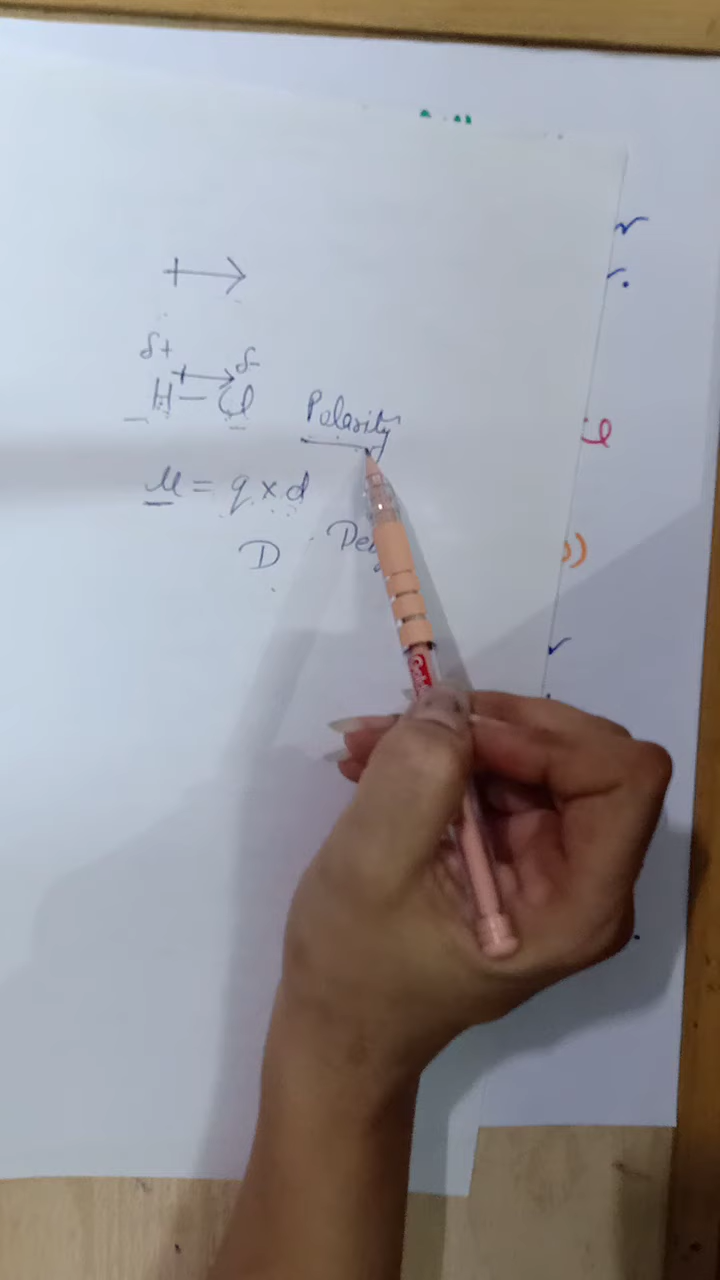 δ+ δ-
H — Cl
Polarity
μ = q × d
D